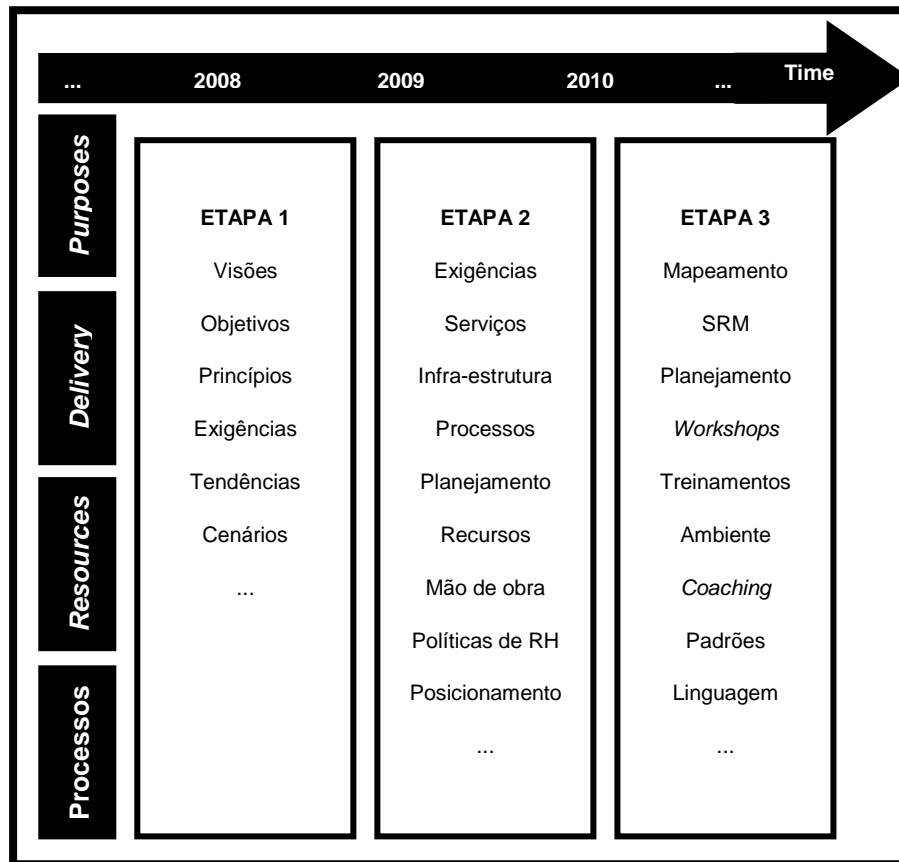 ... 2008 2009 2010 ... Time
Purposes
Delivery
Resources
Processos
ETAPA 1
Visões
Objetivos
Princípios
Exigências
Tendências
Cenários
...
ETAPA 2
Exigências
Serviços
Infra-estrutura
Processos
Planejamento
Recursos
Mão de obra
Políticas de RH
Posicionamento
...
ETAPA 3
Mapeamento
SRM
Planejamento
Workshops
Treinamentos
Ambiente
Coaching
Padrões
Linguagem
...